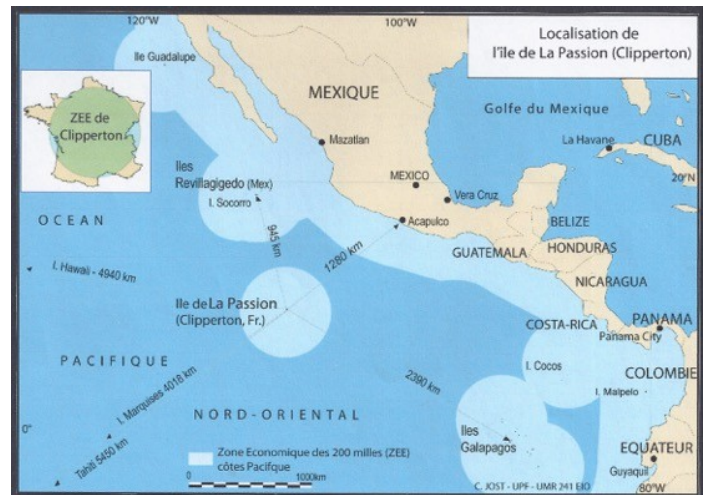 120°W
100°W
Localisation de
l'île de La Passion (Clipperton)
Ile Guadalupe
MEXIQUE
Golfe du Mexique
ZEE de
Clipperton
Mazatlan
La Havane
CUBA
Iles
Revillagigedo (Mex)
MEXICO
Vera Cruz
20°N
I. Socorro
OCEAN
Acapulco
BELIZE
945 km
1280 km
GUATEMALA
HONDURAS
I. Hawaii - 4940 km
NICARAGUA
Ile de La Passion
(Clipperton, Fr.)
COSTA-RICA
PANAMA
Panama City
PACIFIQUE
I. Cocos
COLOMBIE
2390 km
I. Marquises 4018 km
I. Malpelo
NORD-ORIENTAL
0°
Iles
Galapagos
Tahiti 5450 km
EQUATEUR
Zone Economique des 200 milles (ZEE)
côtes Pacifque
Guyaquil
0
1000km
C. JOST - UPF - UMR 241 EIO
80°W